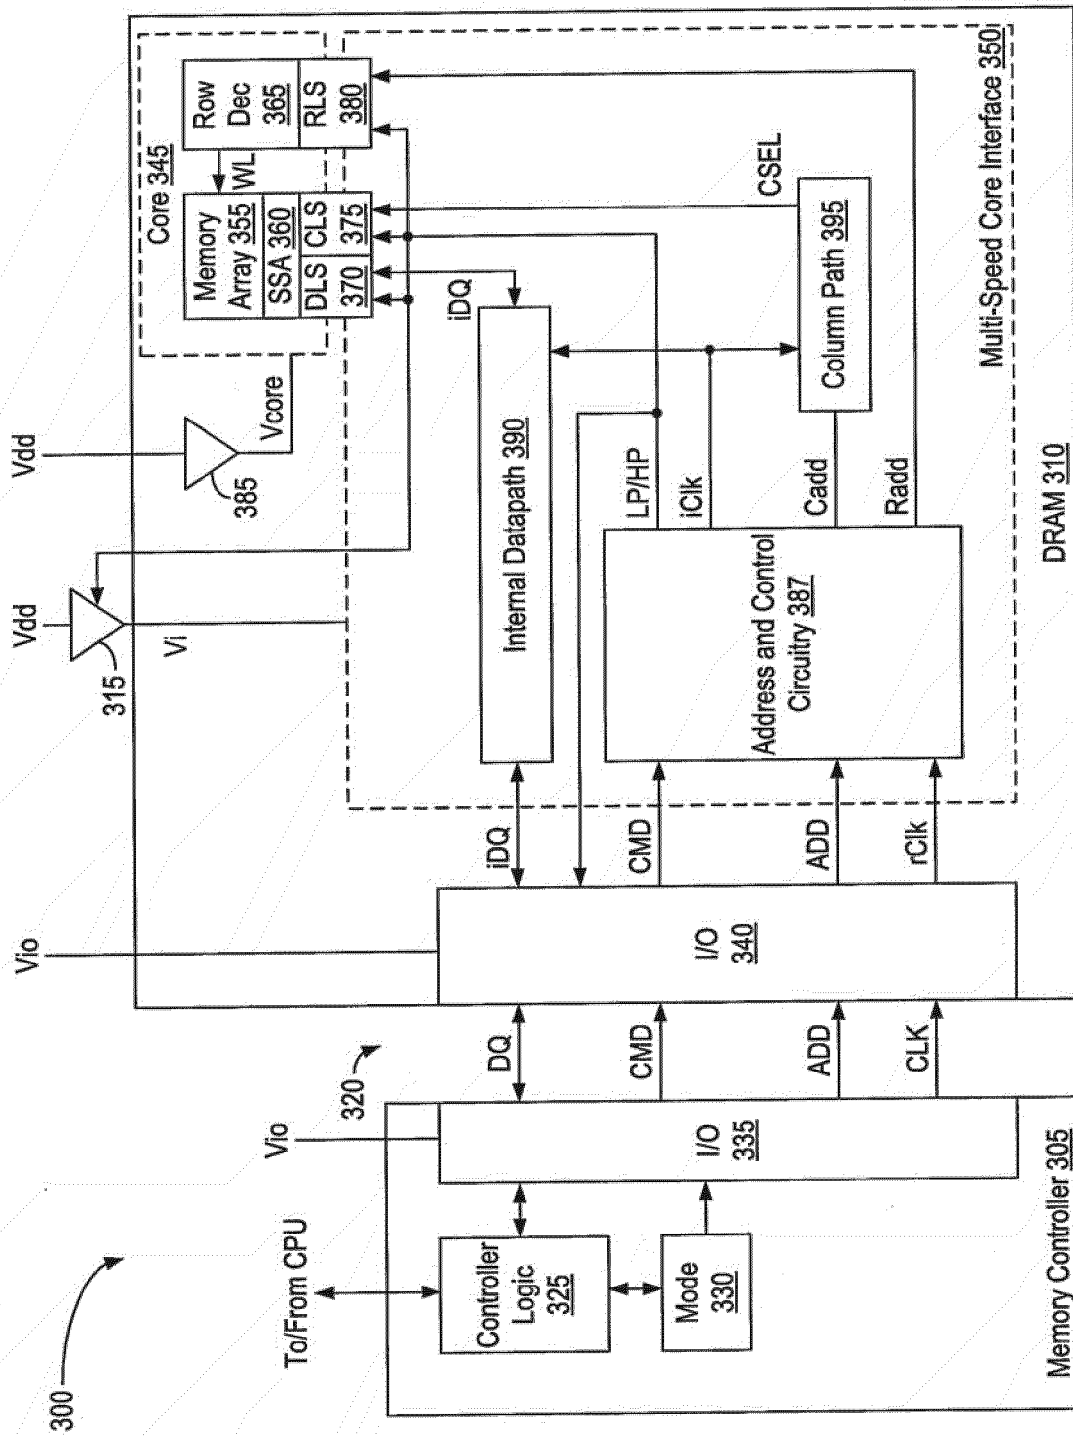 300
To/From CPU
Controller
Logic
325
Mode
330
Memory Controller 305
Vio
I/O
335
320
DQ
CMD
ADD
CLK
Vio
I/O
340
iDQ
CMD
ADD
rClk
Vdd
315
Vi
Vdd
385
Vcore
Core 345
Memory
Array 355
SSA 360
DLS
370
CLS
375
WL
Row
Dec
365
RLS
380
iDQ
Internal Datapath 390
LP/HP
iClk
Cadd
Radd
Address and Control
Circuitry 387
CSEL
Column Path 395
Multi-Speed Core Interface 350
DRAM 310